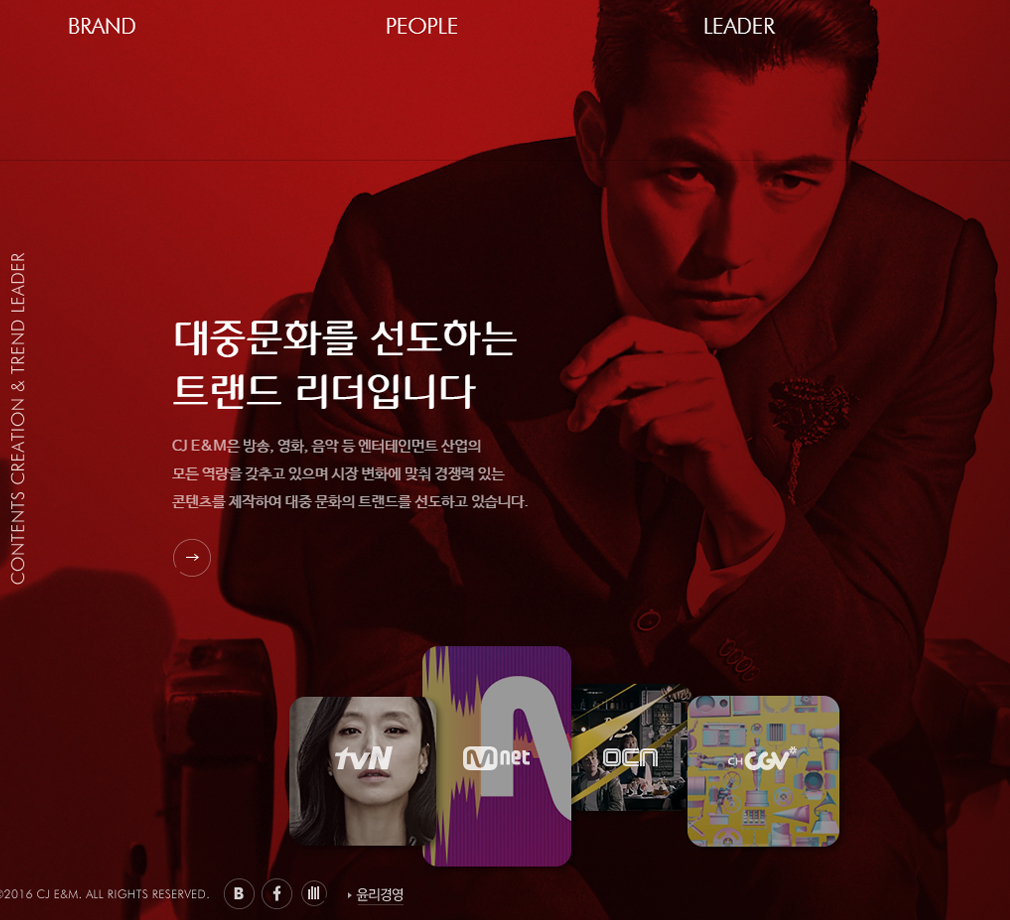 BRAND
PEOPLE
LEADER
CONTENTS CREATION & TREND LEADER
대중문화를 선도하는
트랜드 리더입니다
CJ E&M은 방송, 영화, 음악 등 엔터테인먼트 산업의
모든 역량을 갖추고 있으며 시장 변화에 맞춰 경쟁력 있는
콘텐츠를 제작하여 대중 문화의 트랜드를 선도하고 있습니다.
tvN
Mnet
OCN
CH CGV
©2016 CJ E&M. ALL RIGHTS RESERVED.
B
f
윤리경영